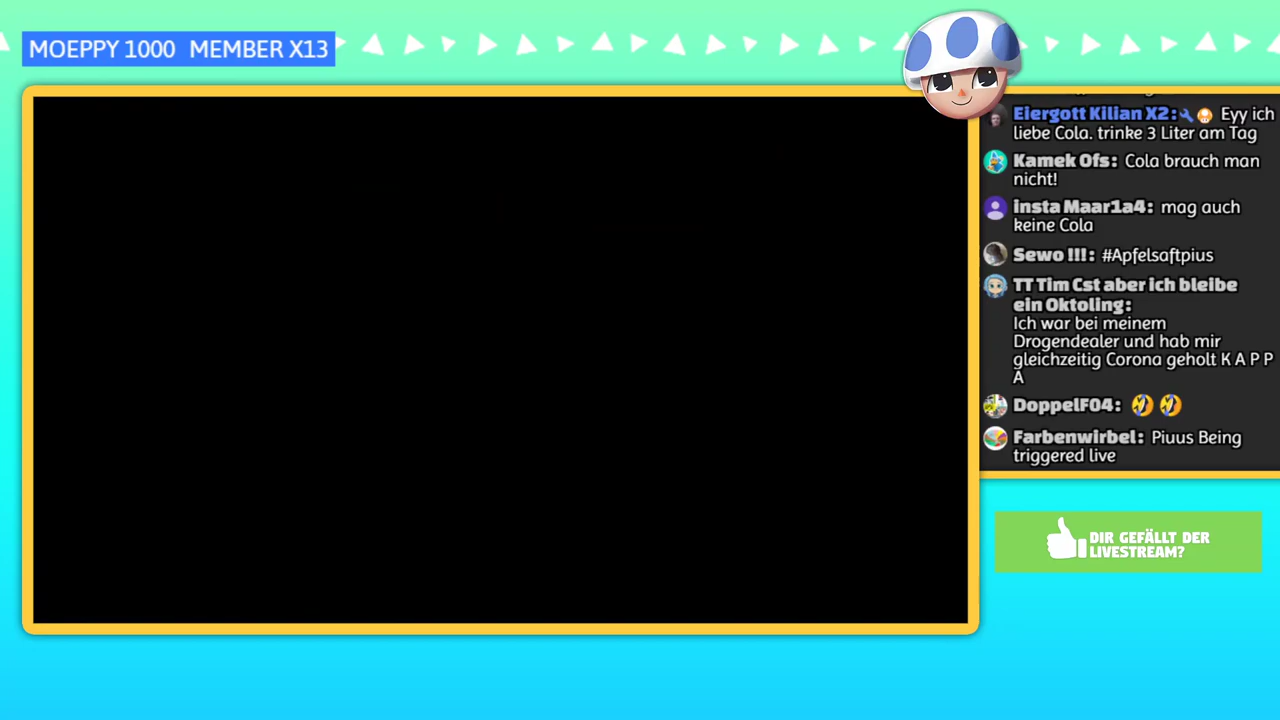 MOEPPY 1000 MEMBER X13
Eiergott Kilian X2: Eyy ich
liebe Cola. trinke 3 Liter am Tag
Kamek Ofs: Cola brauch man
nicht!
insta Maar1a4: mag auch
keine Cola
Sewo !!!: #Apfelsaftpius
TT Tim Cst aber ich bleibe
ein Oktoling:
Ich war bei meinem
Drogendealer und hab mir
gleichzeitig Corona geholt K A P P
A
DoppelF04: 🤣 🤣
Farbenwirbel: Piuus Being
triggered live
DIR GEFÄLLT DER
LIVESTREAM?